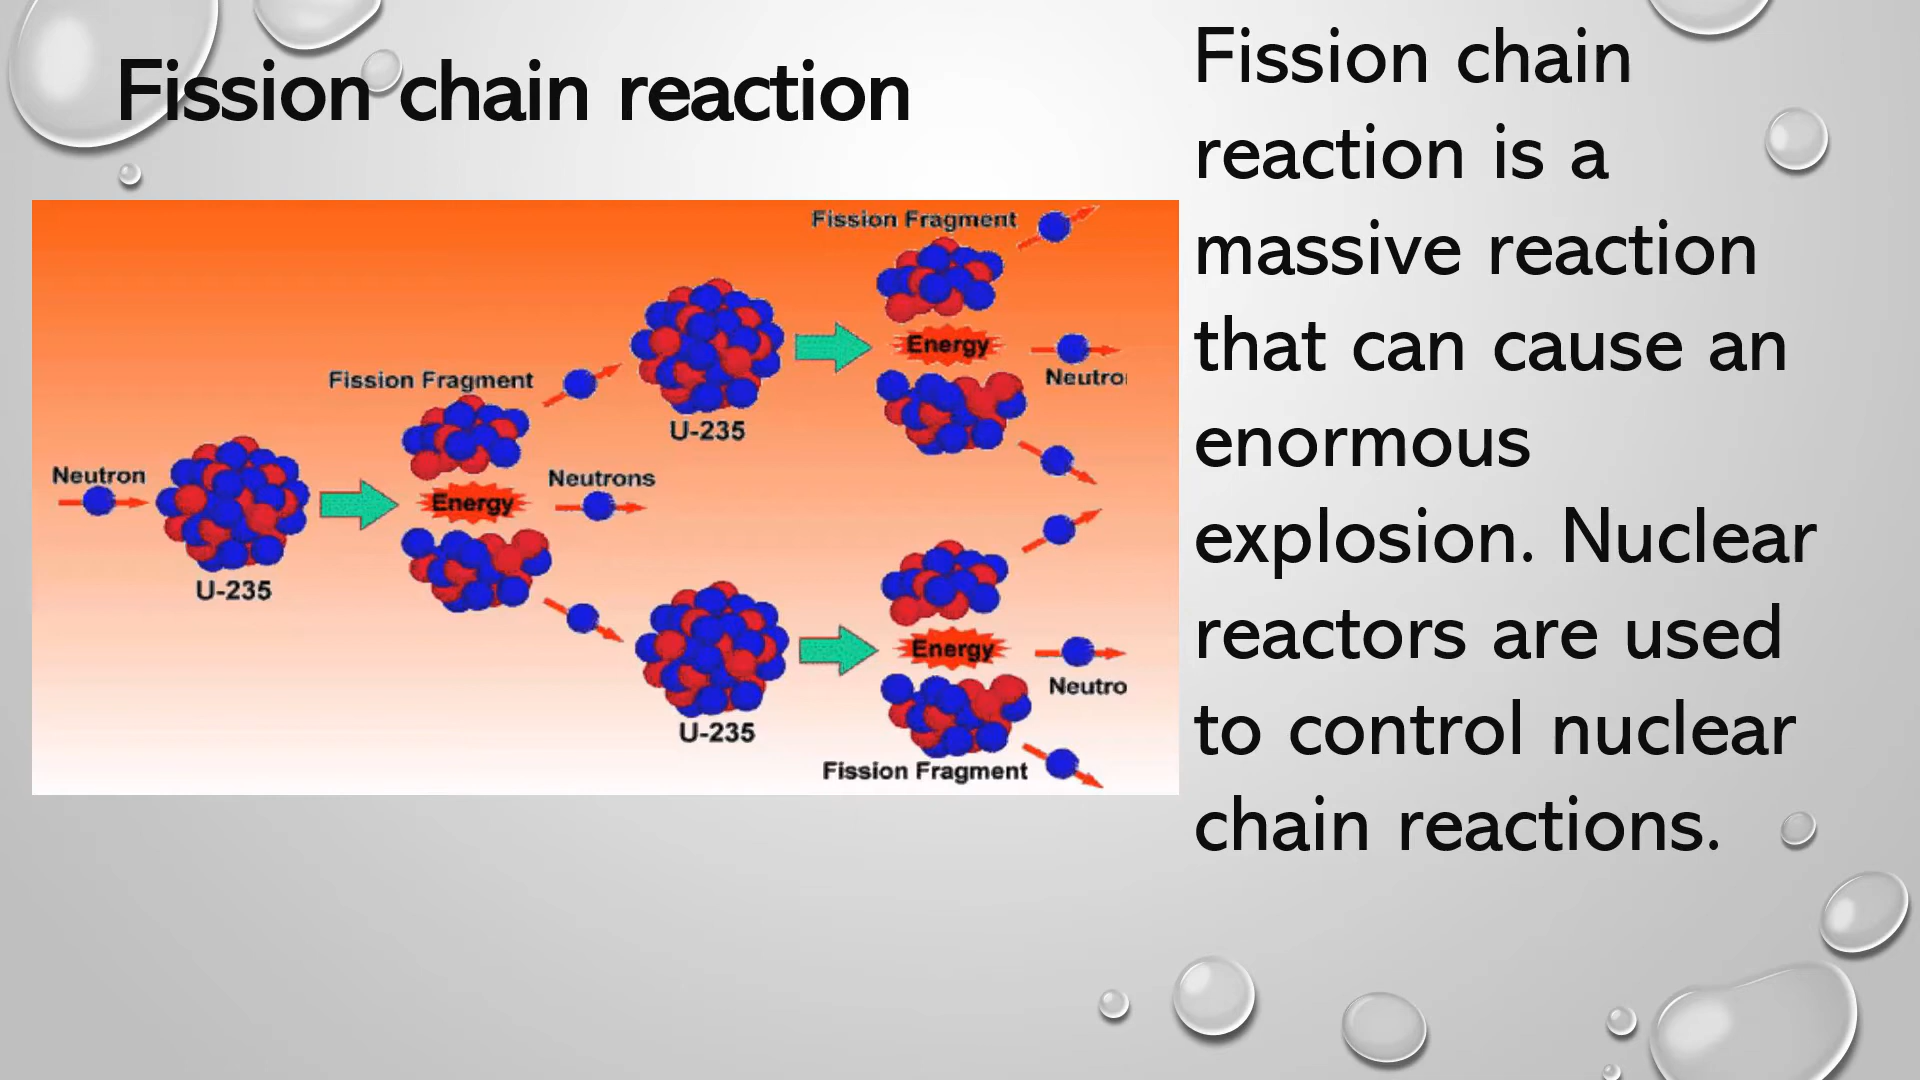 Fission chain reaction
Fission Fragment
Energy
Neutro
Fission Fragment
U-235
Neutron
Neutrons
Energy
U-235
Energy
Neutro
U-235
Fission Fragment
Fission chain
reaction is a
massive reaction
that can cause an
enormous
explosion. Nuclear
reactors are used
to control nuclear
chain reactions.